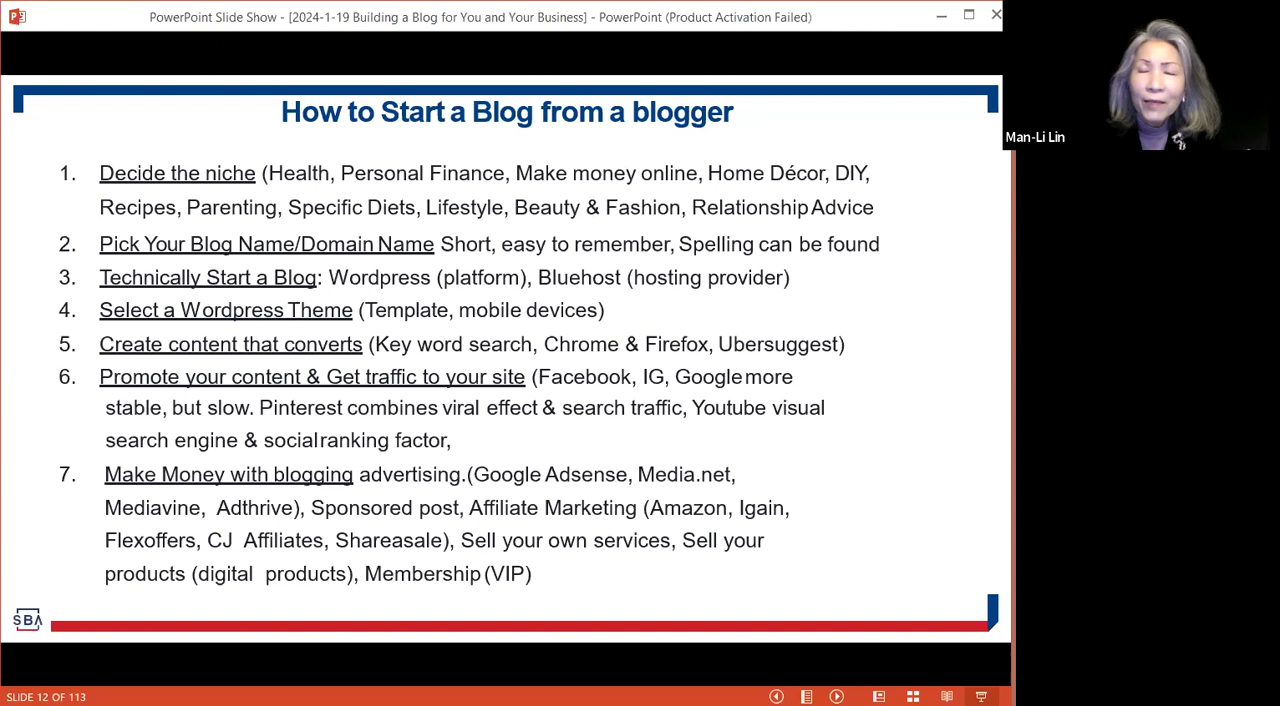 PowerPoint Slide Show - [2024-1-19 Building a Blog for You and Your Business] - PowerPoint (Product Activation Failed)
Man-Li Lin
How to Start a Blog from a blogger
1. Decide the niche (Health, Personal Finance, Make money online, Home Décor, DIY,
Recipes, Parenting, Specific Diets, Lifestyle, Beauty & Fashion, Relationship Advice
2. Pick Your Blog Name/Domain Name Short, easy to remember, Spelling can be found
3. Technically Start a Blog: Wordpress (platform), Bluehost (hosting provider)
4. Select a Wordpress Theme (Template, mobile devices)
5. Create content that converts (Key word search, Chrome & Firefox, Ubersuggest)
6. Promote your content & Get traffic to your site (Facebook, IG, Google more
stable, but slow. Pinterest combines viral effect & search traffic, Youtube visual
search engine & social ranking factor,
7. Make Money with blogging advertising.(Google Adsense, Media.net,
Mediavine, Adthrive), Sponsored post, Affiliate Marketing (Amazon, Igain,
Flexoffers, CJ Affiliates, Shareasale), Sell your own services, Sell your
products (digital products), Membership (VIP)
SBA
SLIDE 12 OF 113